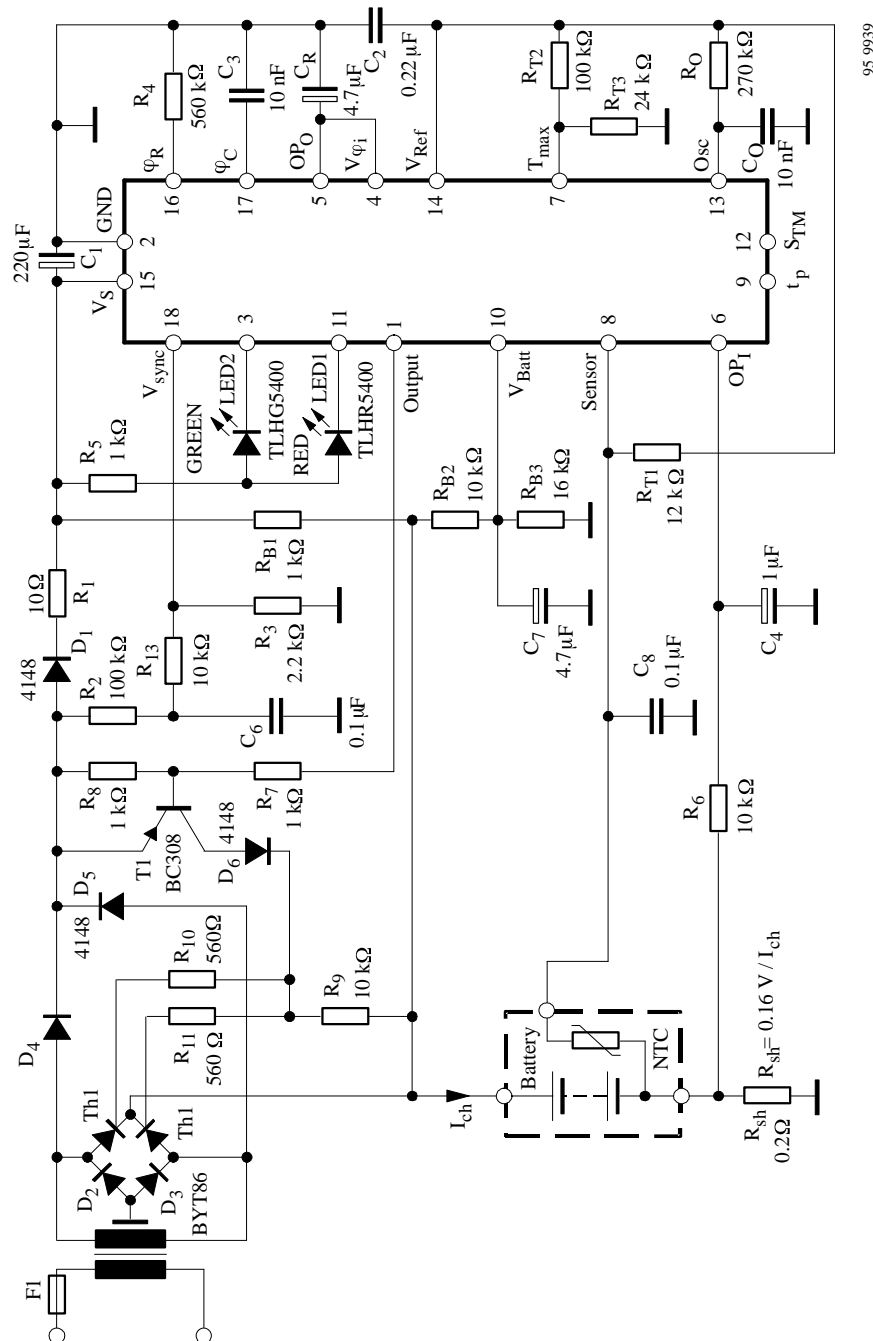 F1
D2
D3
BYT86
Th1
Th1
D4
D5
4148
R10
560Ω
R11
560 Ω
R9
10 kΩ
T1
BC308
4148
D6
R8
1 kΩ
R7
1 kΩ
4148
D1
R2
100 kΩ
R13
10 kΩ
C6
0.1 µF
R3
2.2 kΩ
10 Ω
R1
RB1
1 kΩ
R5
1 kΩ
GREEN
LED2
TLHG5400
RED
LED1
TLHR5400
RB2
10 kΩ
RB3
16 kΩ
C7
4.7µF
Ich
Battery
NTC
Rsh
0.2Ω
Rsh= 0.16 V / Ich
R6
10 kΩ
C8
0.1µF
C4
1 µF
RT1
12 kΩ
Vsync
18
3
11
Output
1
VBatt
10
Sensor
8
OPI
6
220µF
C1
VS
15
GND
2
tp
9
STM
12
φR
16
φC
17
OPO
5
Vφi
4
VRef
14
Tmax
7
Osc
13
R4
560 kΩ
C3
10 nF
CR
4.7µF
C2
0.22 µF
RT2
100 kΩ
RT3
24 kΩ
RO
270 kΩ
CO
10 nF
95 9939